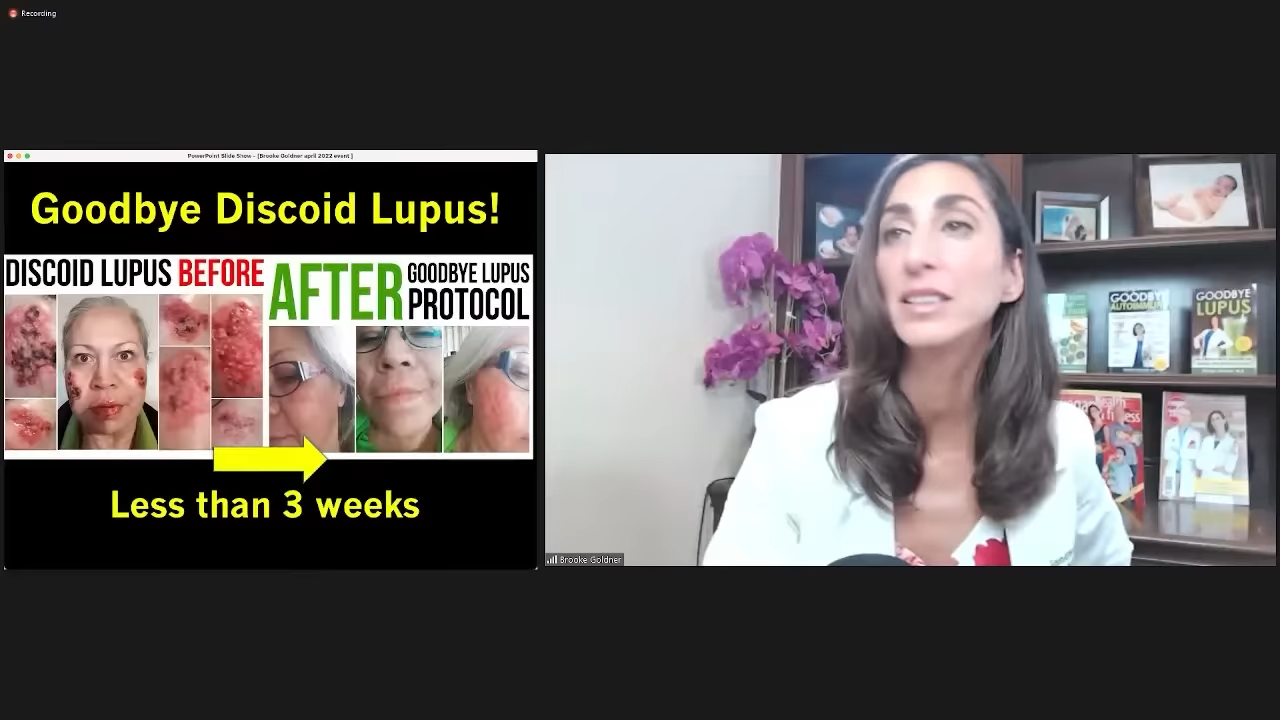 Recording
PowerPoint Slide Show - [Brooke Goldner april 2022 event ]
Goodbye Discoid Lupus!
DISCOID LUPUS BEFORE
AFTER GOODBYE LUPUS
PROTOCOL
Less than 3 weeks
GOODBYE
AUTOIMMUNE
GOODBYE
LUPUS
Brooke Goldner